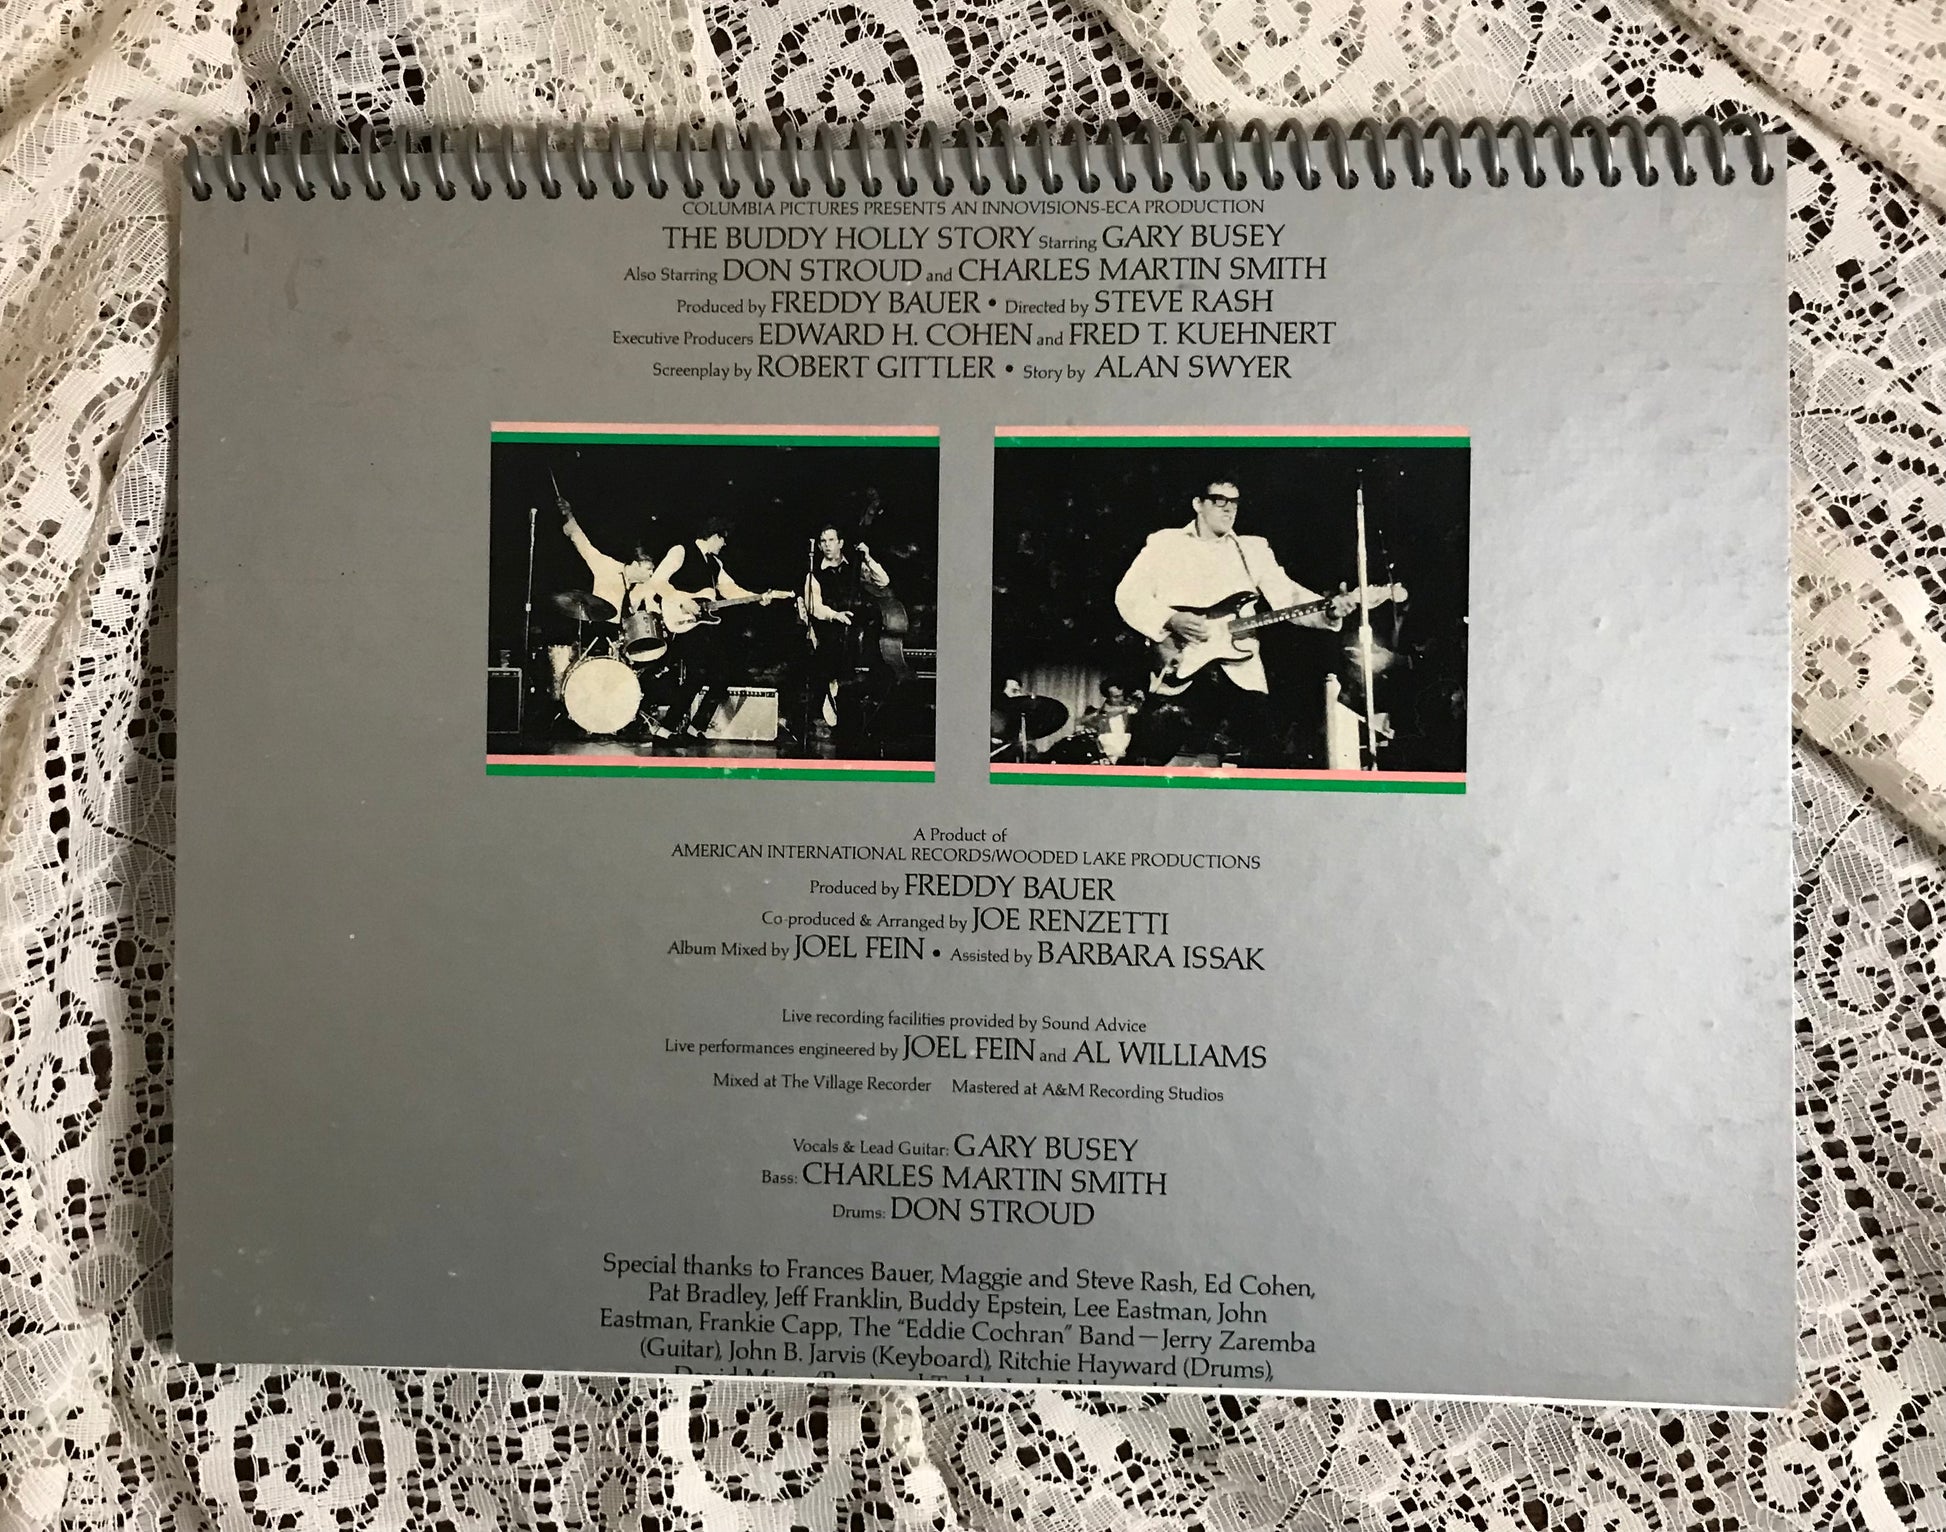 COLUMBIA PICTURES PRESENTS AN INNOVISIONS-ECA PRODUCTION
THE BUDDY HOLLY STORY Starring GARY BUSEY
Also Starring DON STROUD and CHARLES MARTIN SMITH
Produced by FREDDY BAUER • Directed by STEVE RASH
Executive Producers EDWARD H. COHEN and FRED T. KUEHNERT
Screenplay by ROBERT GITTLER • Story by ALAN SWYER
A Product of
AMERICAN INTERNATIONAL RECORDS/WOODED LAKE PRODUCTIONS
Produced by FREDDY BAUER
Co-produced & Arranged by JOE RENZETTI
Album Mixed by JOEL FEIN • Assisted by BARBARA ISSAK
Live recording facilities provided by Sound Advice
Live performances engineered by JOEL FEIN and AL WILLIAMS
Mixed at The Village Recorder Mastered at A&M Recording Studios
Vocals & Lead Guitar: GARY BUSEY
Bass: CHARLES MARTIN SMITH
Drums: DON STROUD
Special thanks to Frances Bauer, Maggie and Steve Rash, Ed Cohen,
Pat Bradley, Jeff Franklin, Buddy Epstein, Lee Eastman, John
Eastman, Frankie Capp, The “Eddie Cochran” Band—Jerry Zaremba
(Guitar), John B. Jarvis (Keyboard), Ritchie Hayward (Drums),
David